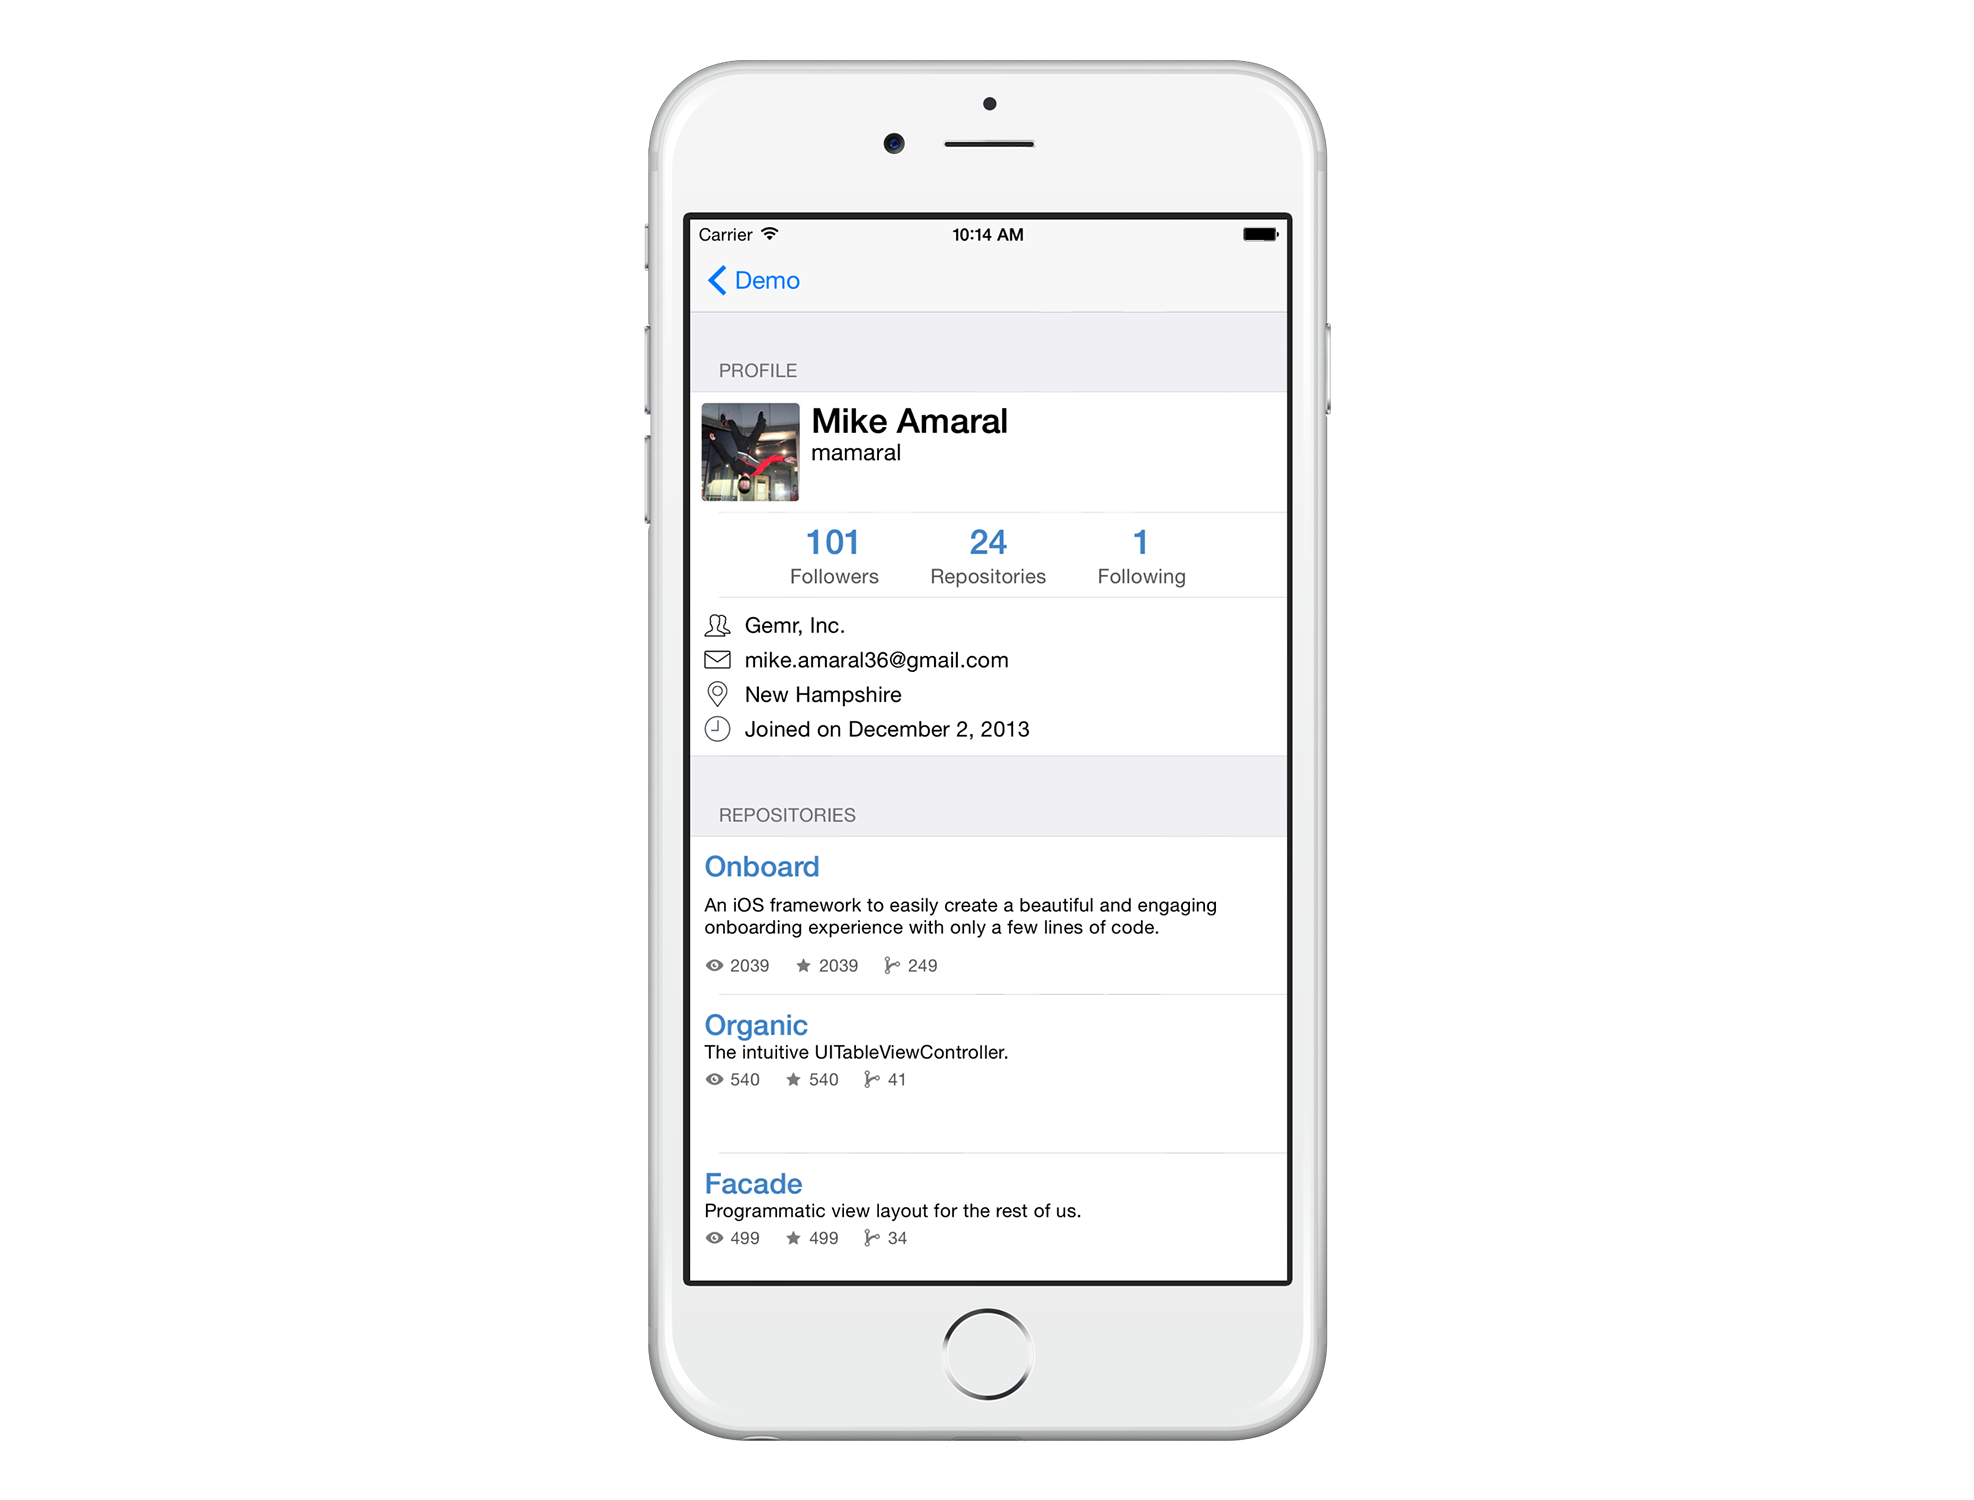 Carrier 10:14 AM
Demo
PROFILE
Mike Amaral
mamaral
101 24 1
Followers Repositories Following
Gemr, Inc.
mike.amaral36@gmail.com
New Hampshire
Joined on December 2, 2013
REPOSITORIES
Onboard
An iOS framework to easily create a beautiful and engaging
onboarding experience with only a few lines of code.
2039 2039 249
Organic
The intuitive UITableViewController.
540 540 41
Facade
Programmatic view layout for the rest of us.
499 499 34